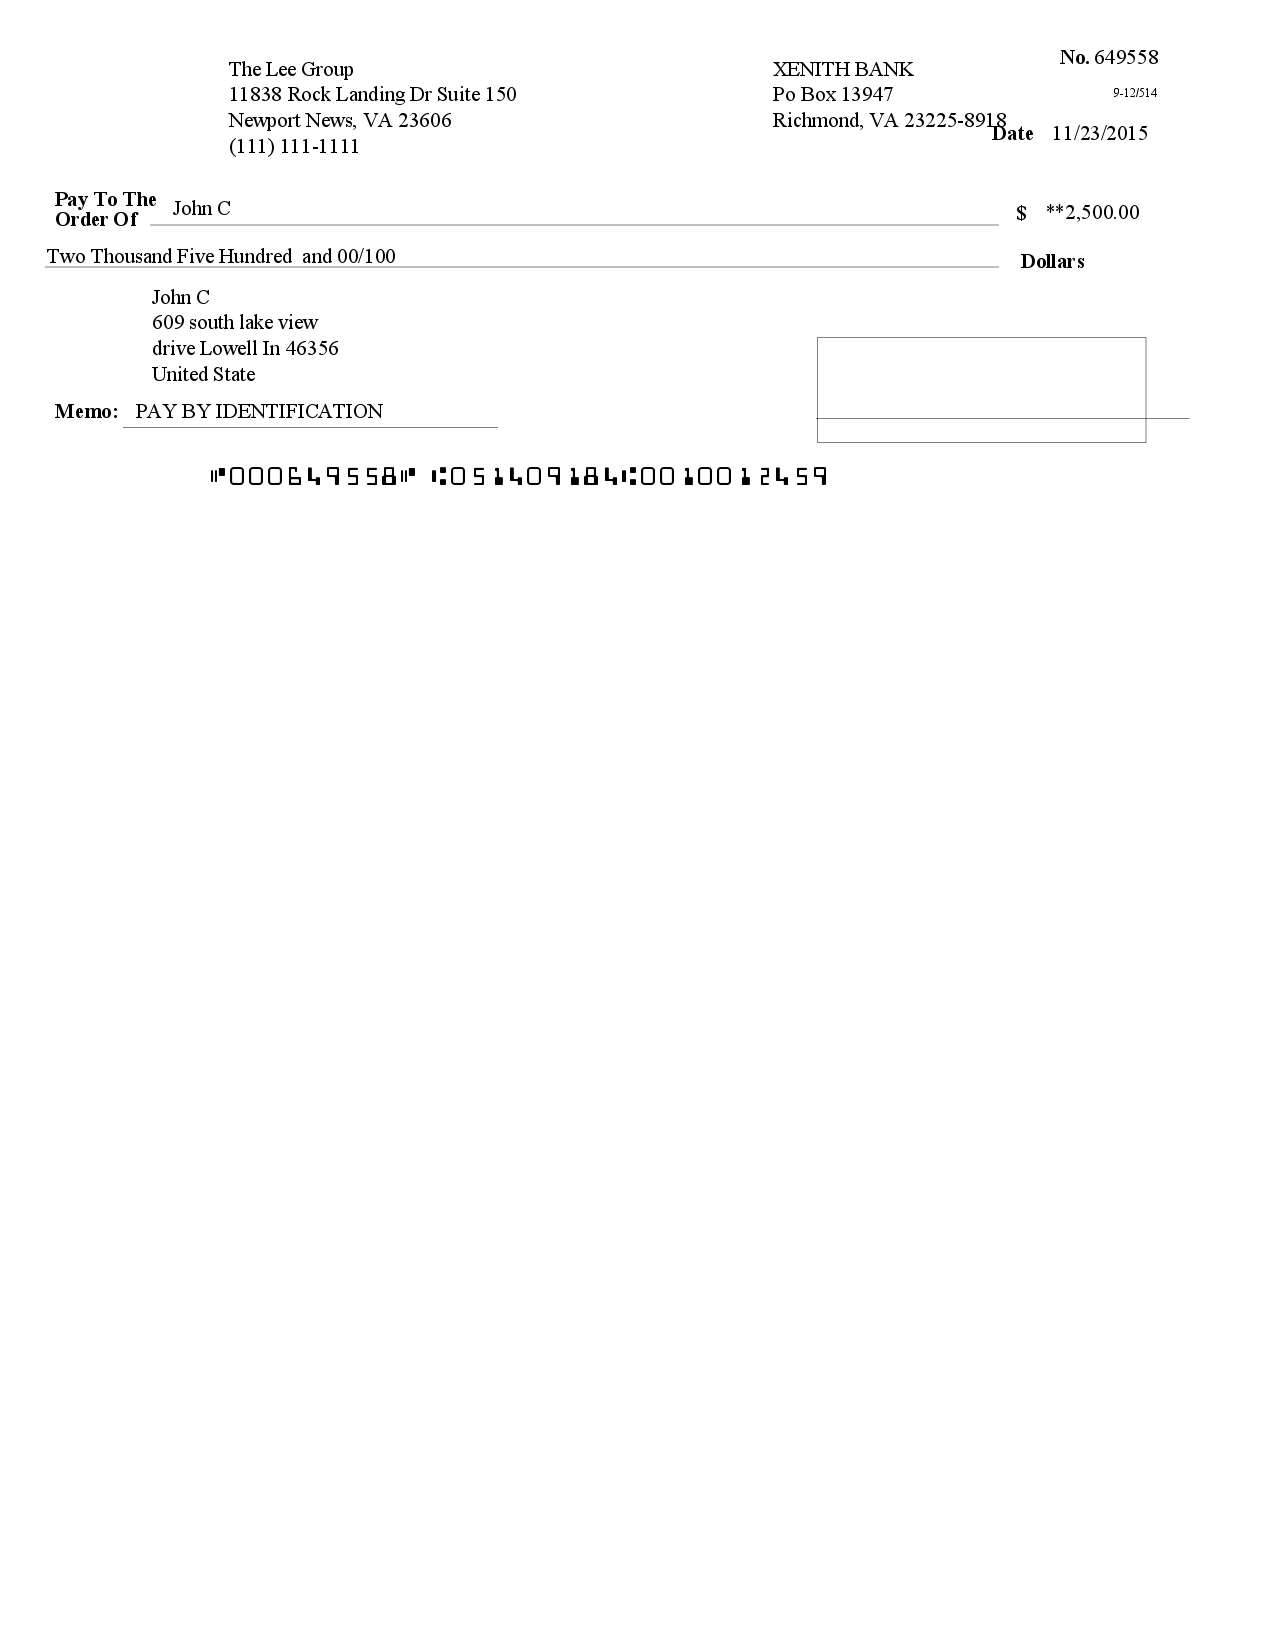 The Lee Group
11838 Rock Landing Dr Suite 150
Newport News, VA 23606
(111) 111-1111
XENITH BANK
Po Box 13947
Richmond, VA 23225-8918
No. 649558
9-12/514
Date 11/23/2015
Pay To The
Order Of John C
$ **2,500.00
Two Thousand Five Hundred and 00/100
Dollars
John C
609 south lake view
drive Lowell In 46356
United State
Memo: PAY BY IDENTIFICATION
⑈000649558⑈ ⑆051409184⑆0010012459